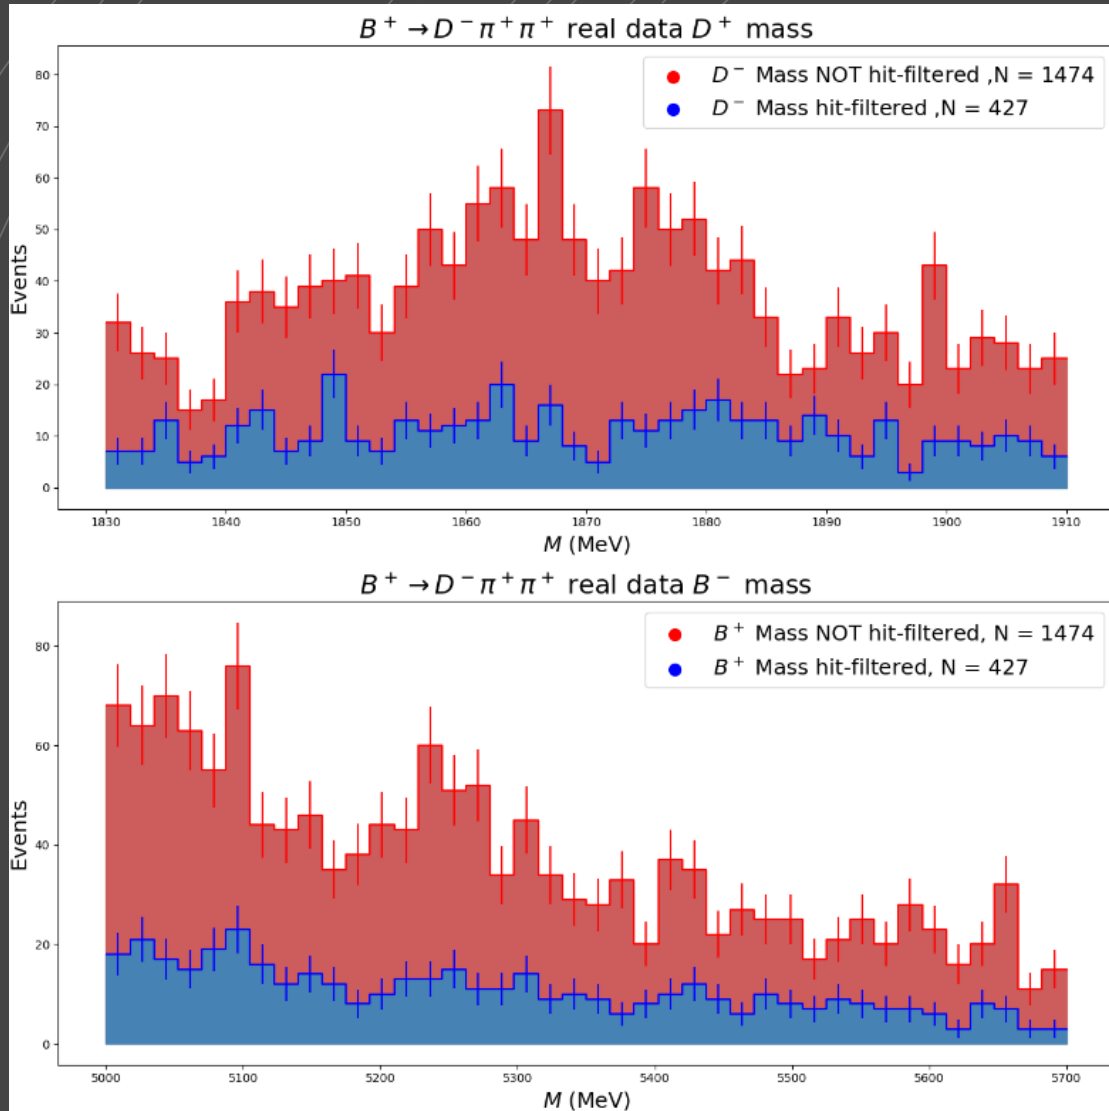 B⁺ → D⁻π⁺π⁺ real data D⁺ mass
D⁻ Mass NOT hit-filtered ,N = 1474
D⁻ Mass hit-filtered ,N = 427
80
70
60
50
40
30
20
10
0
Events
1830 1840 1850 1860 1870 1880 1890 1900 1910
M (MeV)
B⁺ → D⁻π⁺π⁺ real data B⁻ mass
B⁺ Mass NOT hit-filtered, N = 1474
B⁺ Mass hit-filtered, N = 427
80
60
40
20
0
Events
5000 5100 5200 5300 5400 5500 5600 5700
M (MeV)